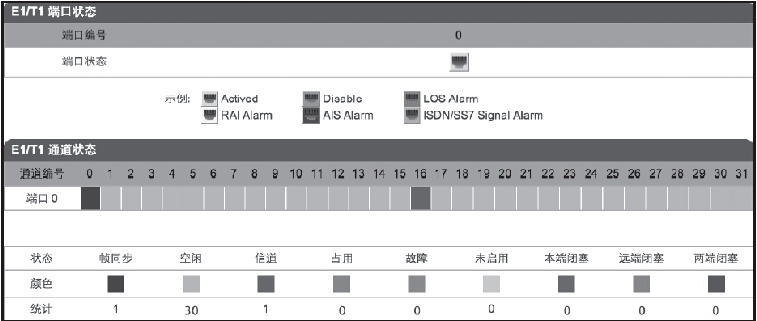 E1/T1 端口状态
端口编号 0
端口状态
示例: Actived Disable LOS Alarm
RAI Alarm AIS Alarm ISDN/SS7 Signal Alarm
E1/T1 通道状态
通道编号 0 1 2 3 4 5 6 7 8 9 10 11 12 13 14 15 16 17 18 19 20 21 22 23 24 25 26 27 28 29 30 31
端口 0
状态 帧同步 空闲 信道 占用 故障 未启用 本端闭塞 远端闭塞 两端闭塞
颜色
统计 1 30 1 0 0 0 0 0 0